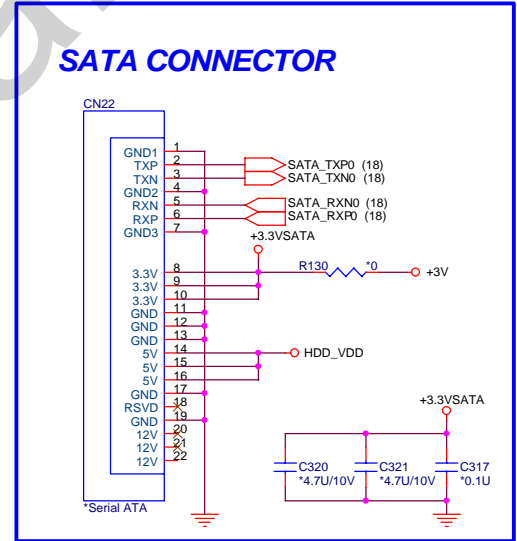 SATA CONNECTOR
CN22
GND1 1
TXP 2 SATA_TXP0 (18)
TXN 3 SATA_TXN0 (18)
GND2 4
RXN 5 SATA_RXN0 (18)
RXP 6 SATA_RXP0 (18)
GND3 7
+3.3VSATA
3.3V 8 R130 *0 +3V
3.3V 9
3.3V 10
GND 11
GND 12
GND 13
5V 14 HDD_VDD
5V 15
5V 16
GND 17
RSVD 18
GND 19
12V 20
12V 21
12V 22
+3.3VSATA
C320 C321 C317
*4.7U/10V *4.7U/10V *0.1U
*Serial ATA